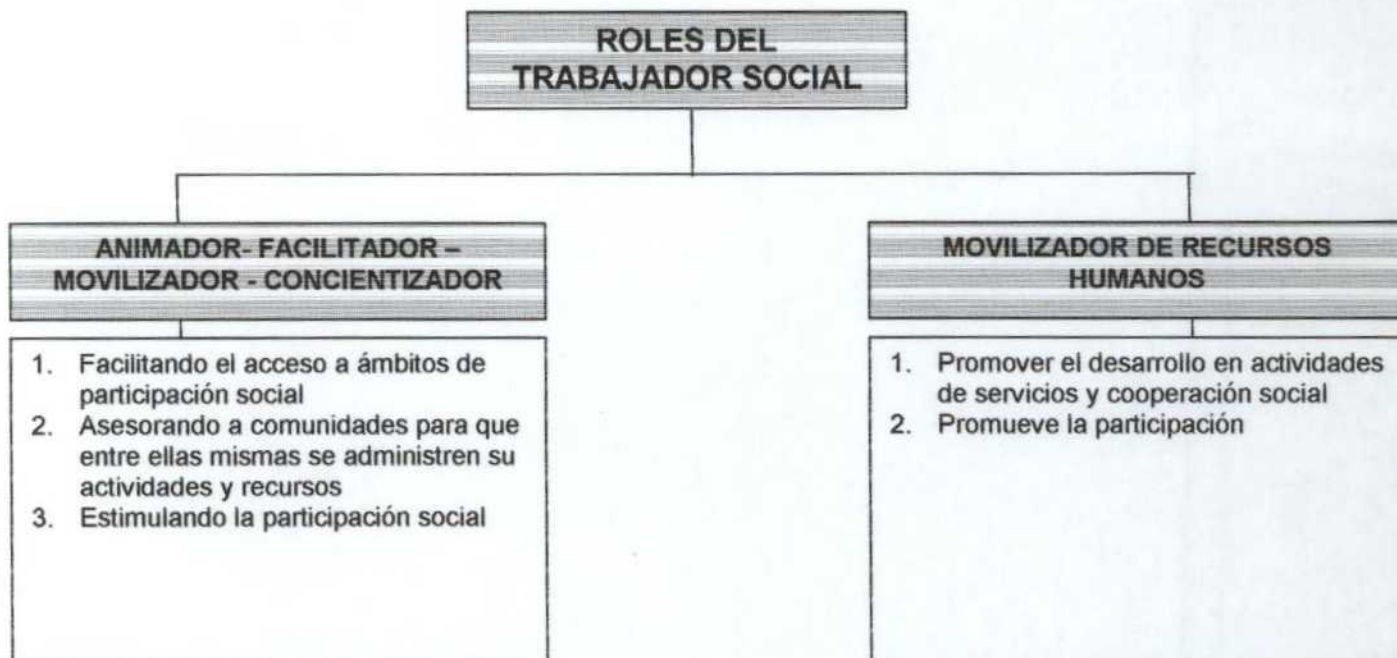 ROLES DEL
TRABAJADOR SOCIAL
ANIMADOR- FACILITADOR –
MOVILIZADOR - CONCIENTIZADOR
1. Facilitando el acceso a ámbitos de
participación social
2. Asesorando a comunidades para que
entre ellas mismas se administren su
actividades y recursos
3. Estimulando la participación social
MOVILIZADOR DE RECURSOS
HUMANOS
1. Promover el desarrollo en actividades
de servicios y cooperación social
2. Promueve la participación